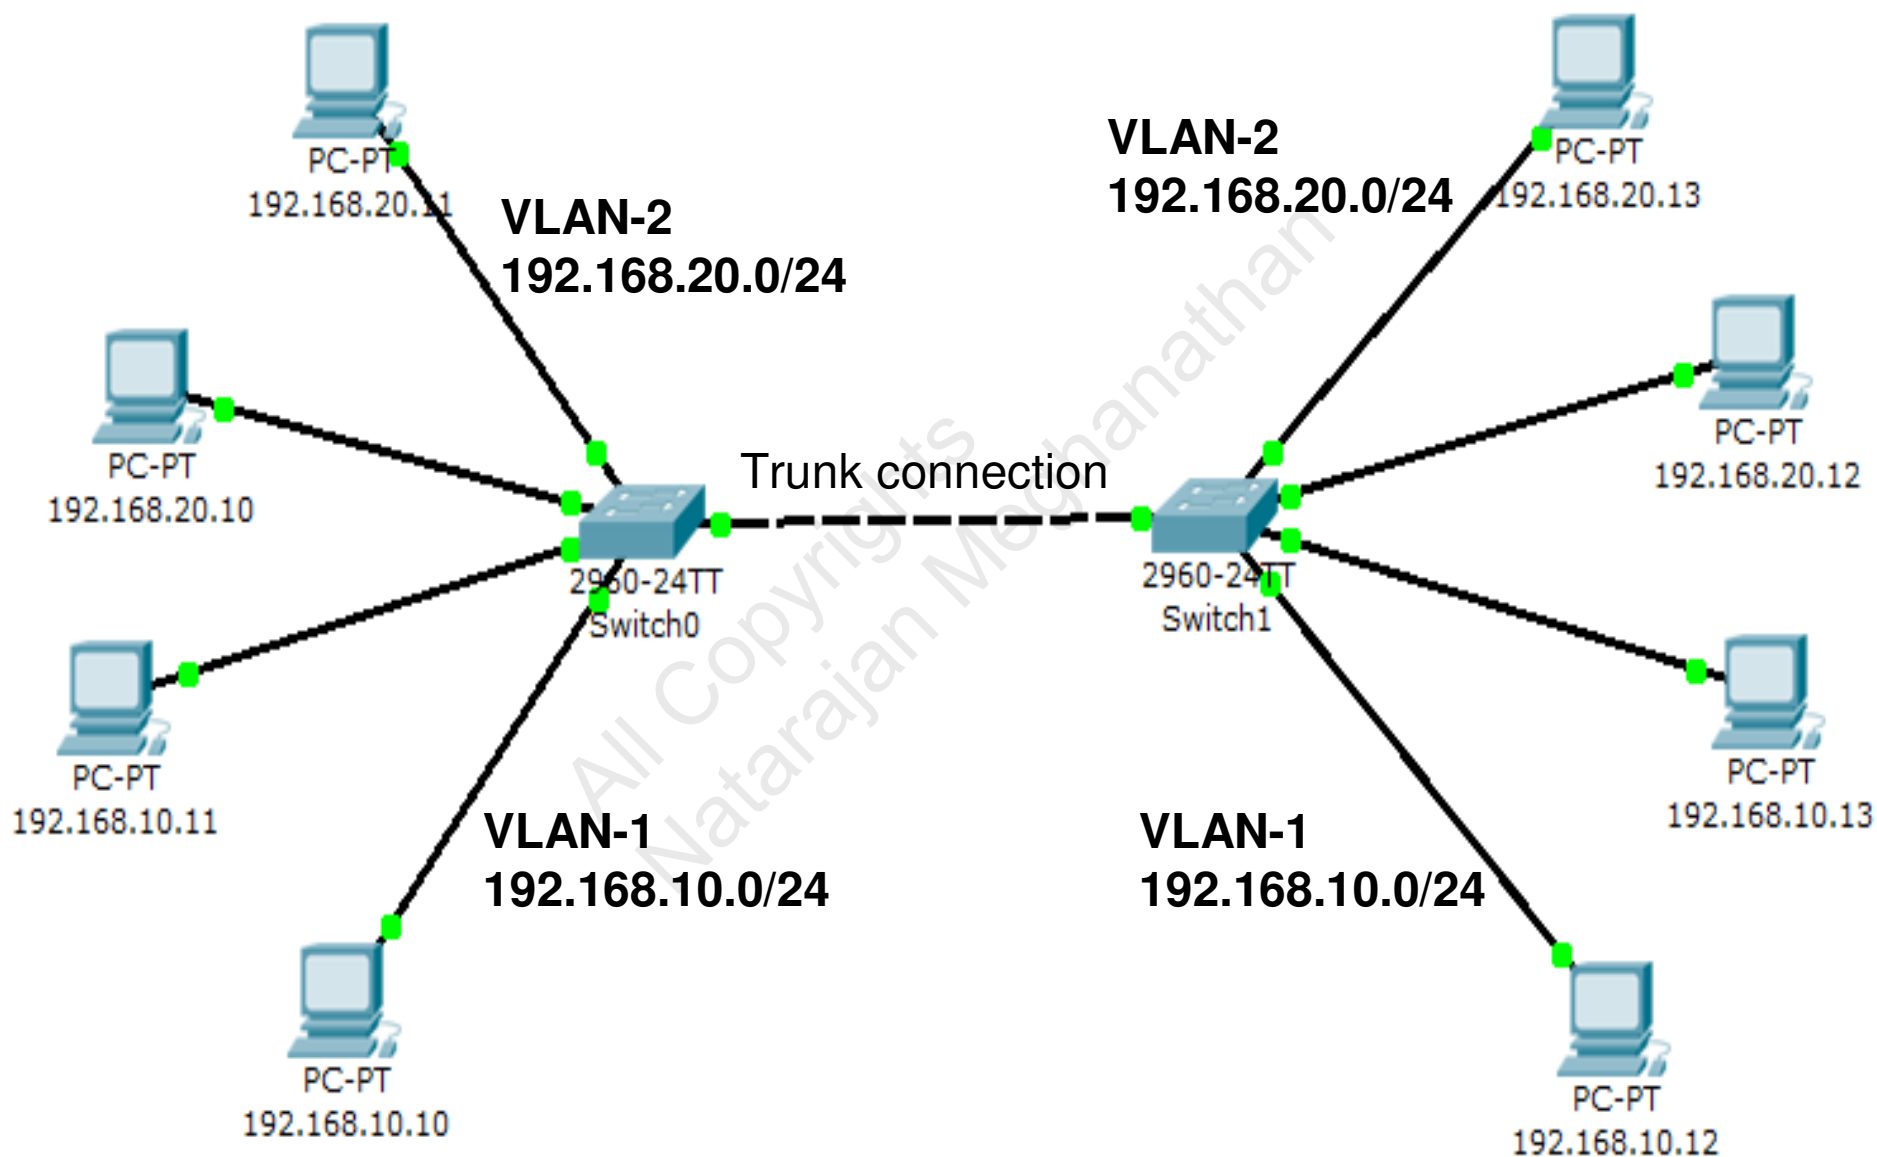 PC-PT
192.168.20.11
VLAN-2
192.168.20.0/24
VLAN-2
192.168.20.0/24
PC-PT
192.168.20.13
PC-PT
192.168.20.10
Trunk connection
PC-PT
192.168.20.12
2960-24TT
Switch0
2960-24TT
Switch1
PC-PT
192.168.10.11
PC-PT
192.168.10.13
VLAN-1
192.168.10.0/24
VLAN-1
192.168.10.0/24
PC-PT
192.168.10.10
PC-PT
192.168.10.12
All Copyrights
Natarajan Meghanathan